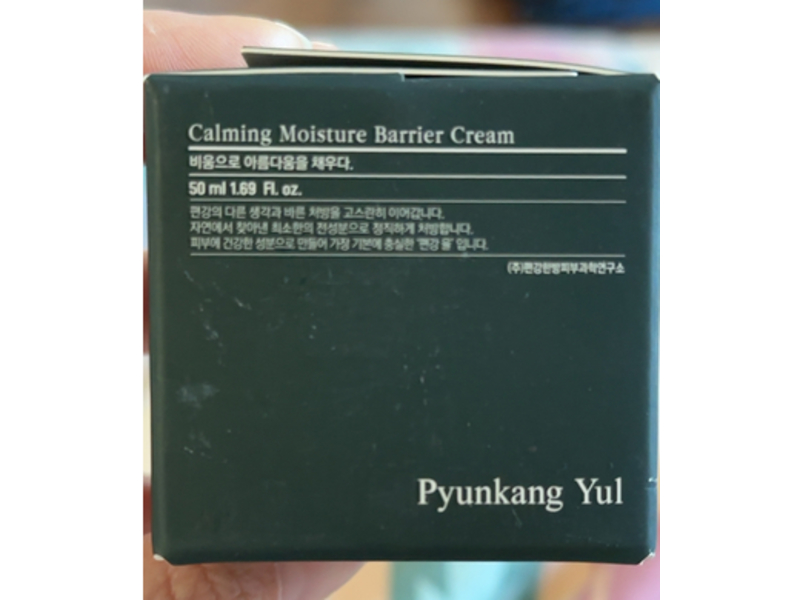 Calming Moisture Barrier Cream
비움으로 아름다움을 채우다.
50 ml 1.69 Fl. oz.
편강의 다른 생각과 바른 처방을 고스란히 이어갑니다.
자연에서 찾아낸 최소한의 전성분으로 정직하게 처방합니다.
피부에 건강한 성분으로 만들어 가장 기본에 충실한 '편강 율' 입니다.
(주)편강한방피부과학연구소
Pyunkang Yul